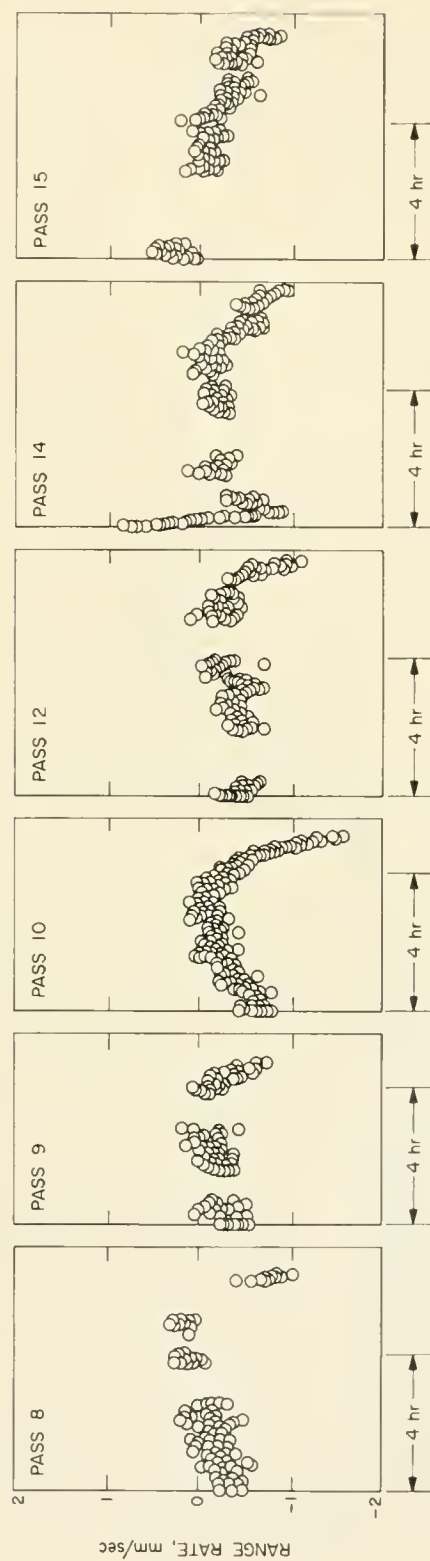 RANGE RATE, mm/sec
2
1
0
-1
-2
PASS 8
4 hr
PASS 9
4 hr
PASS 10
4 hr
PASS 12
4 hr
PASS 14
4 hr
PASS 15
4 hr